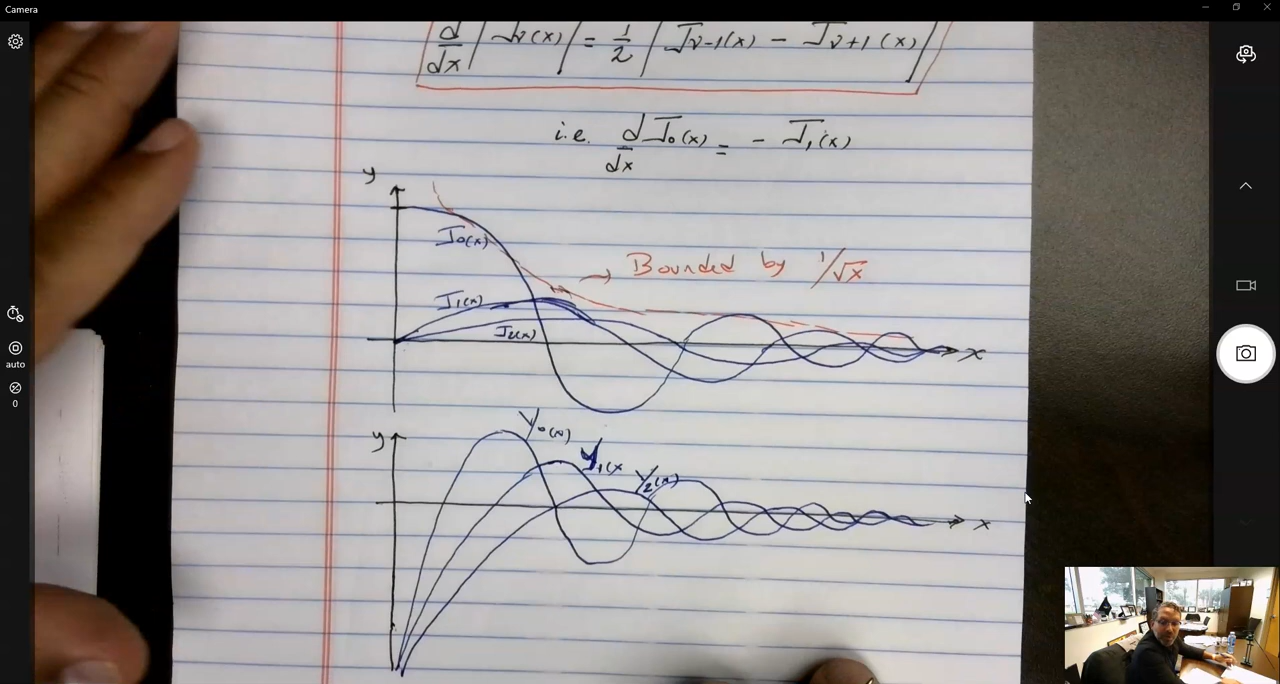 Camera
d/dx [Jν(x)] = 1/2 [Jν-1(x) - Jν+1(x)]
i.e. d/dx J₀(x) = - J₁(x)
y
J₀(x)
→ Bounded by 1/√x
J₁(x)
J₂(x)
x
auto
0
y
Y₀(x)
Y₁(x
Y₂(x)
x